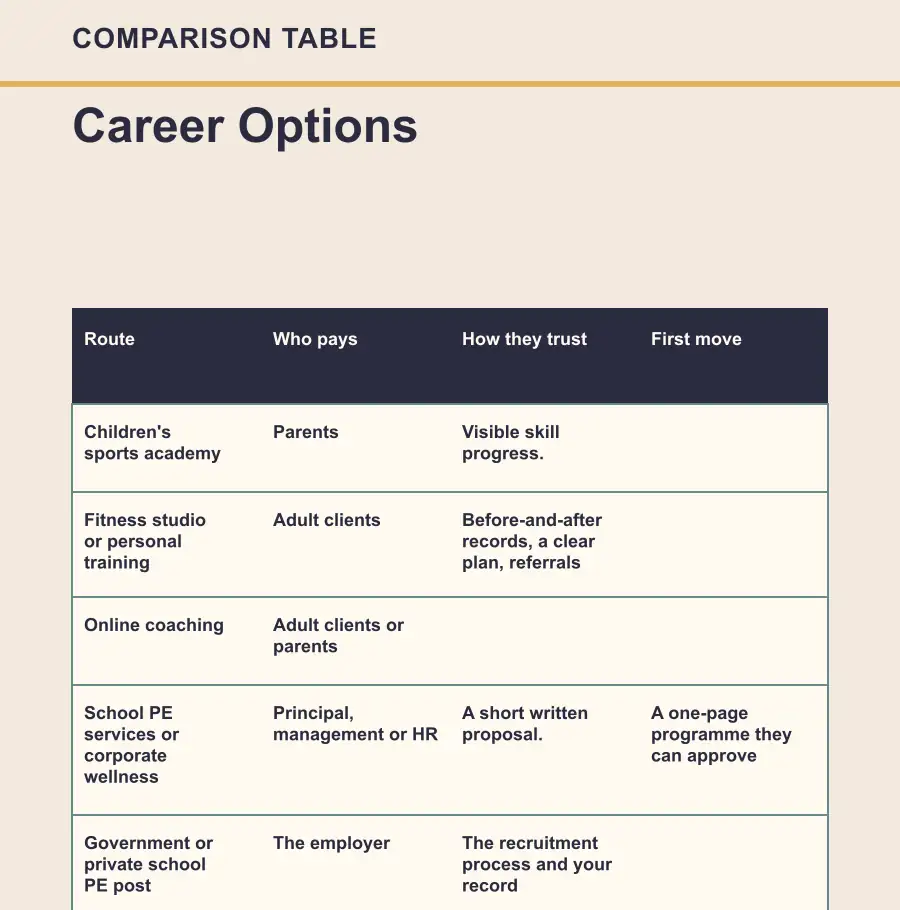 COMPARISON TABLE
Career Options
Route Who pays How they trust First move
Children's Parents Visible skill
sports academy progress.
Fitness studio Adult clients Before-and-after
or personal records, a clear
training plan, referrals
Online coaching Adult clients or
parents
School PE Principal, A short written A one-page
services or management or HR proposal. programme they
corporate can approve
wellness
Government or The employer The recruitment
private school process and your
PE post record